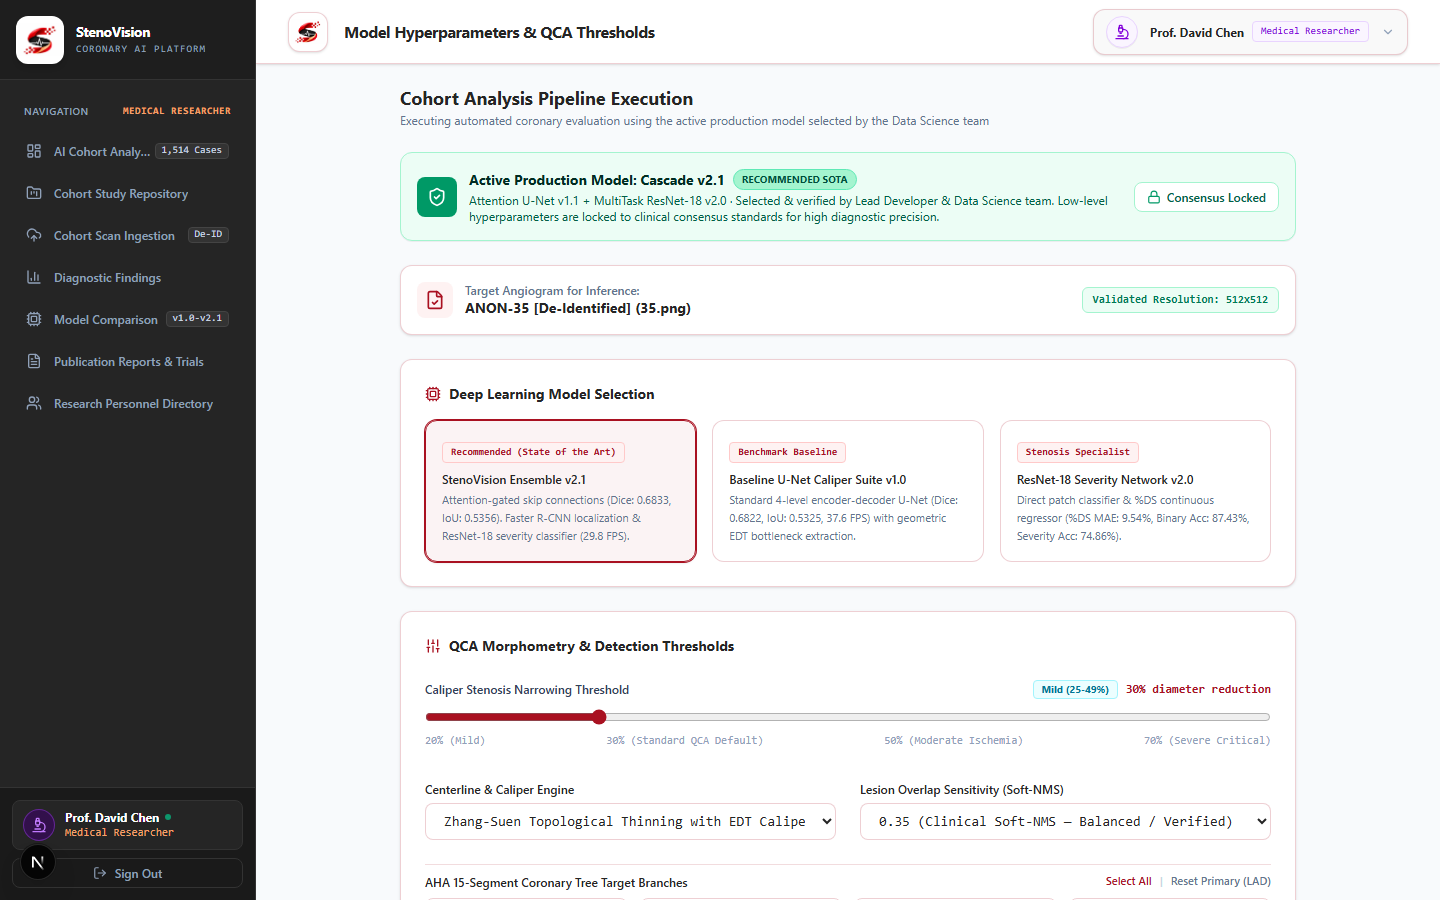 StenoVision
CORONARY AI PLATFORM
NAVIGATION
MEDICAL RESEARCHER
AI Cohort Analy...
1,514 Cases
Cohort Study Repository
Cohort Scan Ingestion
De-ID
Diagnostic Findings
Model Comparison
v1.0-v2.1
Publication Reports & Trials
Research Personnel Directory
Prof. David Chen
Medical Researcher
N
Sign Out
Model Hyperparameters & QCA Thresholds
Prof. David Chen
Medical Researcher
Cohort Analysis Pipeline Execution
Executing automated coronary evaluation using the active production model selected by the Data Science team
Active Production Model: Cascade v2.1
RECOMMENDED SOTA
Attention U-Net v1.1 + MultiTask ResNet-18 v2.0 · Selected & verified by Lead Developer & Data Science team. Low-level
hyperparameters are locked to clinical consensus standards for high diagnostic precision.
Consensus Locked
Target Angiogram for Inference:
ANON-35 [De-Identified] (35.png)
Validated Resolution: 512x512
Deep Learning Model Selection
Recommended (State of the Art)
StenoVision Ensemble v2.1
Attention-gated skip connections (Dice: 0.6833,
IoU: 0.5356). Faster R-CNN localization &
ResNet-18 severity classifier (29.8 FPS).
Benchmark Baseline
Baseline U-Net Caliper Suite v1.0
Standard 4-level encoder-decoder U-Net (Dice:
0.6822, IoU: 0.5325, 37.6 FPS) with geometric
EDT bottleneck extraction.
Stenosis Specialist
ResNet-18 Severity Network v2.0
Direct patch classifier & %DS continuous
regressor (%DS MAE: 9.54%, Binary Acc: 87.43%,
Severity Acc: 74.86%).
QCA Morphometry & Detection Thresholds
Caliper Stenosis Narrowing Threshold
Mild (25-49%)
30% diameter reduction
20% (Mild)
30% (Standard QCA Default)
50% (Moderate Ischemia)
70% (Severe Critical)
Centerline & Caliper Engine
Zhang-Suen Topological Thinning with EDT Calipe
Lesion Overlap Sensitivity (Soft-NMS)
0.35 (Clinical Soft-NMS — Balanced / Verified)
AHA 15-Segment Coronary Tree Target Branches
Select All | Reset Primary (LAD)